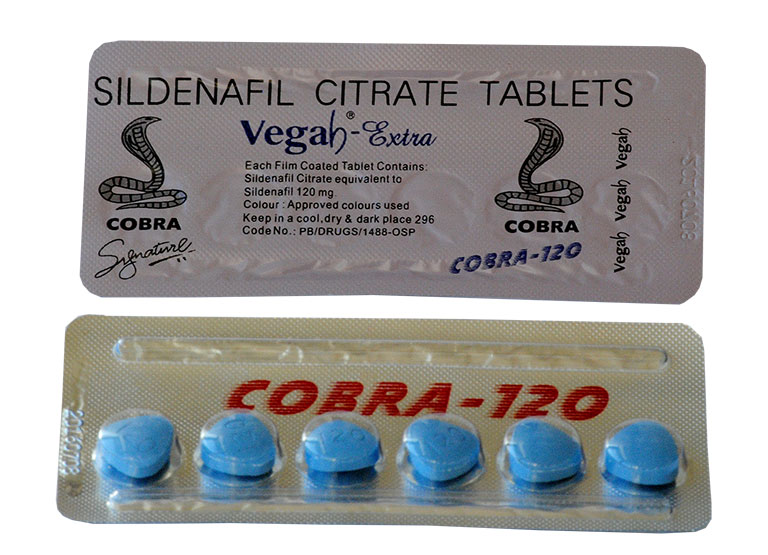 SILDENAFIL CITRATE TABLETS
Vegah®-Extra
Each Film Coated Tablet Contains:
Sildenafil Citrate equivalent to
Sildenafil 120 mg
Colour : Approved colours used
Keep in a cool, dry & dark place 296
Code No.: PB/DRUGS/1488-OSP
COBRA
Signature
COBRA
COBRA-120
Vegah Vegah Vegah
COBRA-120